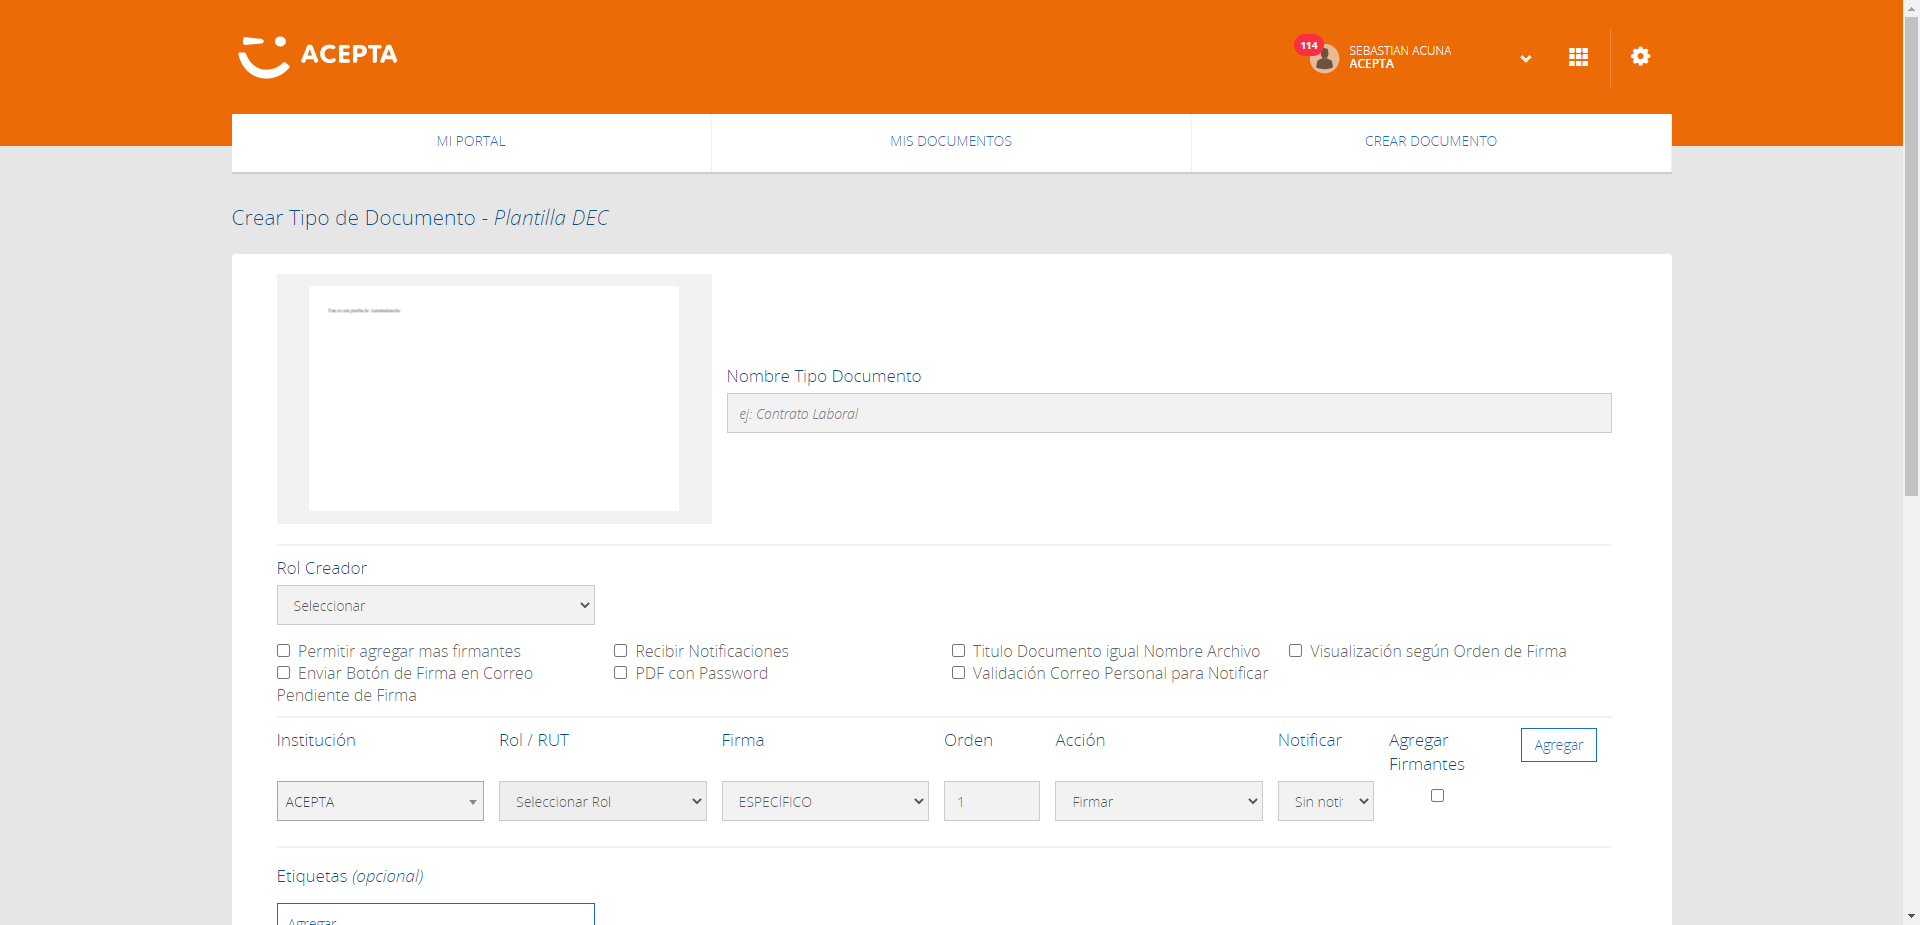 ACEPTA
114
SEBASTIAN ACUNA
ACEPTA
MI PORTAL
MIS DOCUMENTOS
CREAR DOCUMENTO
Crear Tipo de Documento - Plantilla DEC
Nombre Tipo Documento
ej: Contrato Laboral
Rol Creador
Seleccionar
Permitir agregar mas firmantes
Recibir Notificaciones
Titulo Documento igual Nombre Archivo
Visualización según Orden de Firma
Enviar Botón de Firma en Correo
Pendiente de Firma
PDF con Password
Validación Correo Personal para Notificar
Institución
Rol / RUT
Firma
Orden
Acción
Notificar
Agregar
Firmantes
Agregar
ACEPTA
Seleccionar Rol
ESPECÍFICO
1
Firmar
Sin noti
Etiquetas (opcional)
Agregar